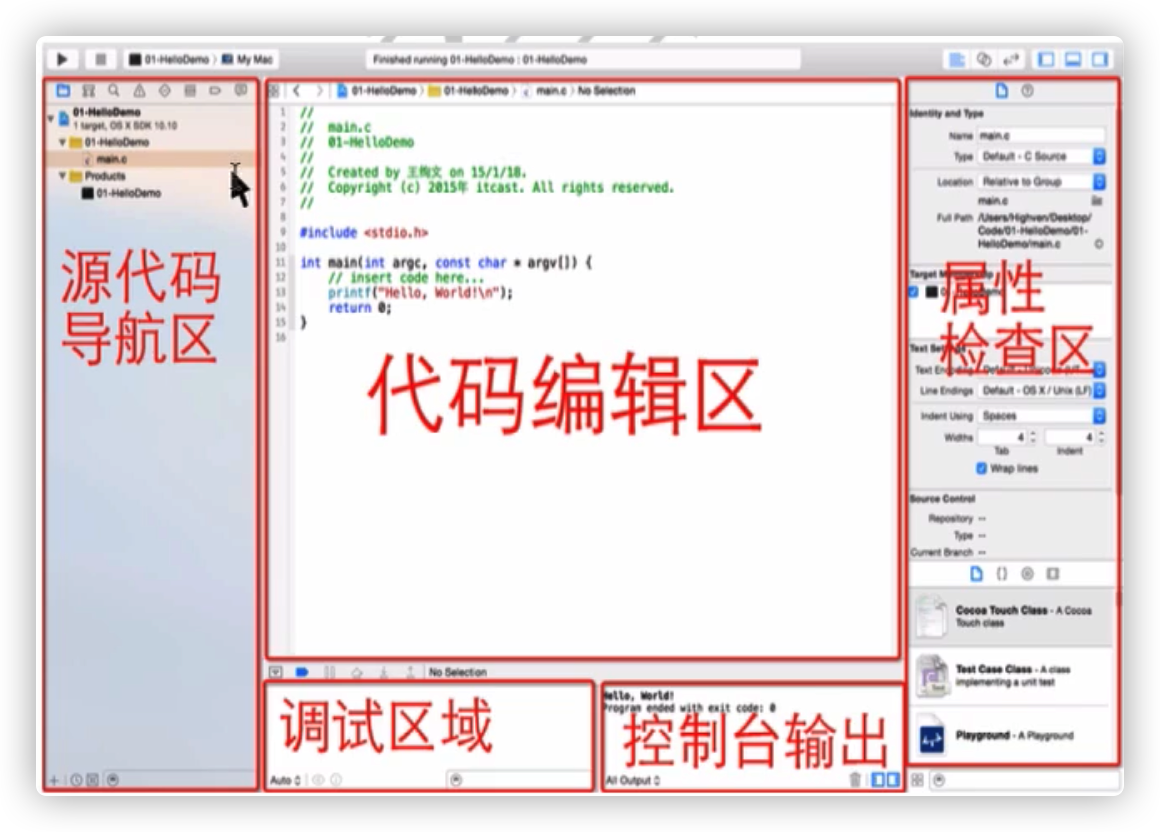 01-HelloDemo 〉 My Mac
Finished running 01-HelloDemo : 01-HelloDemo
01-HelloDemo
1 target, OS X SDK 10.10
01-HelloDemo
main.c
Products
01-HelloDemo
源代码
导航区
01-HelloDemo 〉 01-HelloDemo 〉 main.c 〉 No Selection
1 //
2 // main.c
3 // 01-HelloDemo
4 //
5 // Created by 王绚文 on 15/1/18.
6 // Copyright (c) 2015年 itcast. All rights reserved.
7 //
8
9 #include <stdio.h>
10
11 int main(int argc, const char * argv[]) {
12 // insert code here...
13 printf("Hello, World!\n");
14 return 0;
15 }
16
代码编辑区
No Selection
调试区域
Auto
Hello, World!
Program ended with exit code: 0
控制台输出
All Output
Identity and Type
Name main.c
Type Default - C Source
Location Relative to Group
main.c
Full Path /Users/Highven/Desktop/
Code/01-HelloDemo/01-
HelloDemo/main.c
属性
检查区
Text Encoding
Line Endings Default - OS X / Unix (LF)
Indent Using Spaces
Widths 4 4
Tab Indent
Wrap lines
Source Control
Repository --
Type --
Current Branch --
Cocoa Touch Class - A Cocoa
Touch class
Test Case Class - A class
implementing a unit test
Playground - A Playground